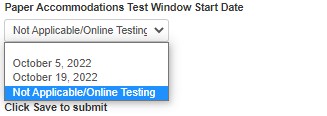 Paper Accommodations Test Window Start Date
Not Applicable/Online Testing
October 5, 2022
October 19, 2022
Not Applicable/Online Testing
Click Save to submit